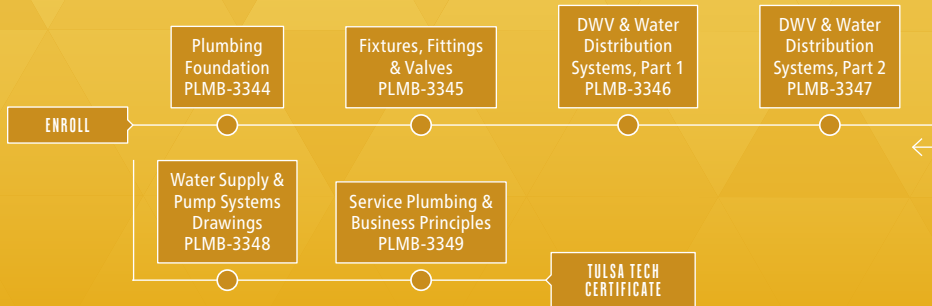 ENROLL
Plumbing
Foundation
PLMB-3344
Fixtures, Fittings
& Valves
PLMB-3345
DWV & Water
Distribution
Systems, Part 1
PLMB-3346
DWV & Water
Distribution
Systems, Part 2
PLMB-3347
Water Supply &
Pump Systems
Drawings
PLMB-3348
Service Plumbing &
Business Principles
PLMB-3349
TULSA TECH
CERTIFICATE